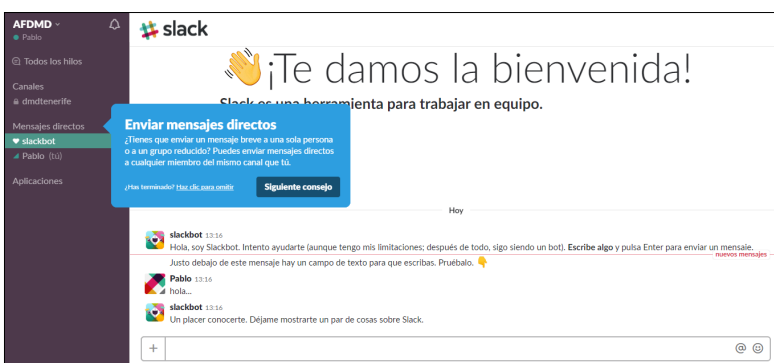 AFDMD
Pablo
Todos los hilos
Canales
dmdtenerife
Mensajes directos
slackbot
Pablo (tú)
Aplicaciones
slack
¡Te damos la bienvenida!
Slack es una herramienta para trabajar en equipo.
Enviar mensajes directos
¿Tienes que enviar un mensaje breve a una sola persona
o a un grupo reducido? Puedes enviar mensajes directos
a cualquier miembro del mismo canal que tú.
¿Has terminado? Haz clic para omitir
Siguiente consejo
Hoy
slackbot 13:16
Hola, soy Slackbot. Intento ayudarte (aunque tengo mis limitaciones; después de todo, sigo siendo un bot). Escribe algo y pulsa Enter para enviar un mensaje.
nuevos mensajes
Justo debajo de este mensaje hay un campo de texto para que escribas. Pruébalo.
Pablo 13:16
hola...
slackbot 13:16
Un placer conocerte. Déjame mostrarte un par de cosas sobre Slack.
+ @